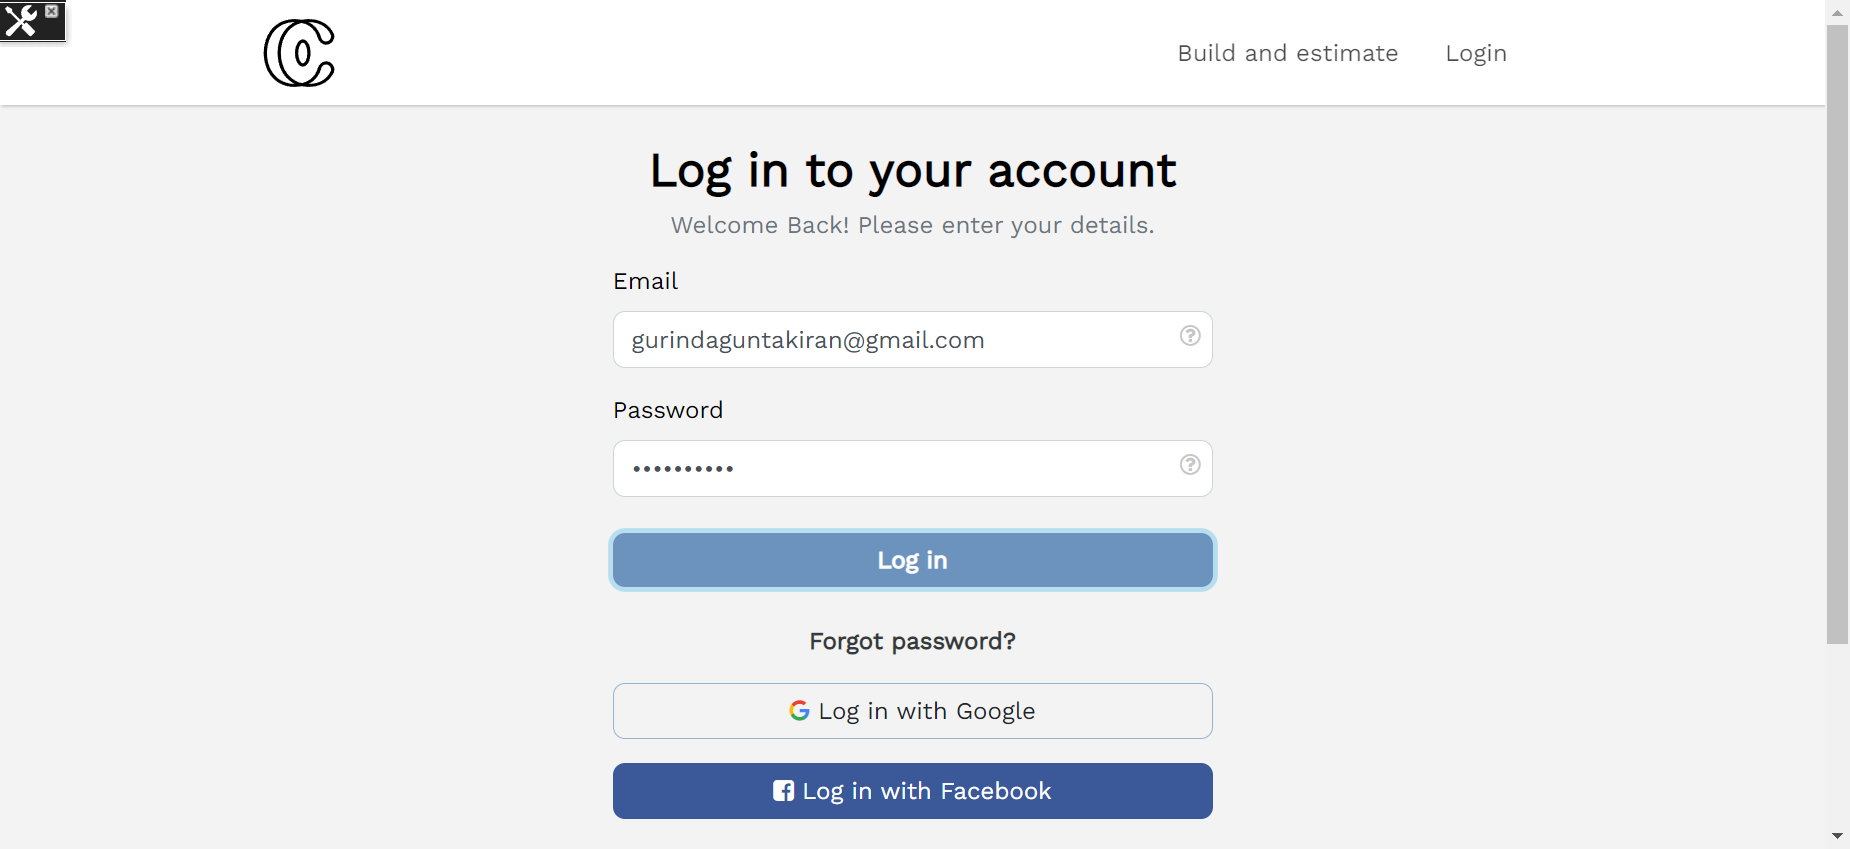 Build and estimate Login
Log in to your account
Welcome Back! Please enter your details.
Email
gurindaguntakiran@gmail.com
Password
••••••••••
Log in
Forgot password?
Log in with Google
Log in with Facebook